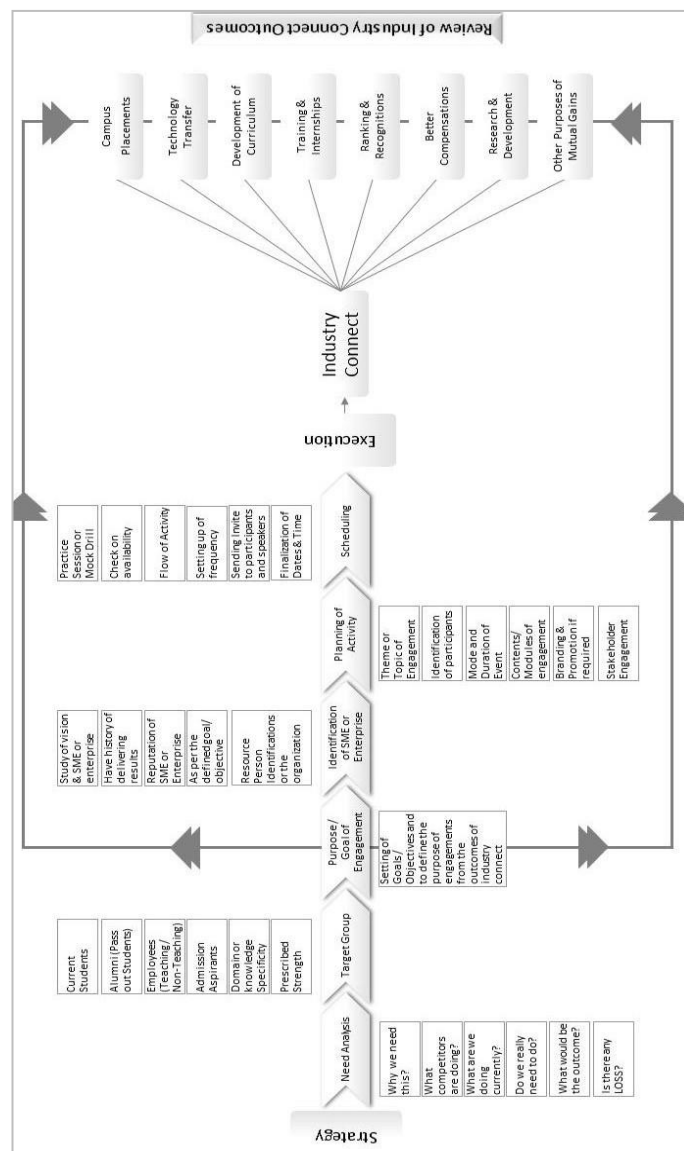 Strategy
Need Analysis
Why we need
this?
What
competitors
are doing?
What are we
doing
currently?
Do we really
need to do?
What would be
the outcome?
Is there any
LOSS?
Target Group
Current
Students
Alumni (Pass
out Students)
Employees
(Teaching /
Non-Teaching)
Admission
Aspirants
Domain or
knowledge
Specificity
Prescribed
Strength
Purpose/
Goal of
Engagement
Setting of
Goals/
Objectives and
to define the
purpose of
engagements
from the
outcomes of
industry
connect
Identification
of SME or
Enterprise
Study of vision
& SME or
enterprise
Have history of
delivering
results
Reputation of
SME or
Enterprise
As per the
defined goal/
objective
Resource
Person
Identifications
or the
organization
Planning of
Activity
Theme or
Topic of
Engagement
Identification
of participants
Mode and
Duration of
Event
Contents/
Modules of
engagement
Branding &
Promotion if
required
Stakeholder
Engagement
Scheduling
Practice
Session or
Mock Drill
Check on
availability
Flow of Activity
Setting up of
frequency
Sending Invite
to participants
and speakers
Finalization of
Dates & Time
Execution
Industry
Connect
Campus
Placements
Technology
Transfer
Development of
Curriculum
Training &
Internships
Ranking &
Recognitions
Better
Compensations
Research &
Development
Other Purposes of
Mutual Gains
Review of Industry Connect Outcomes